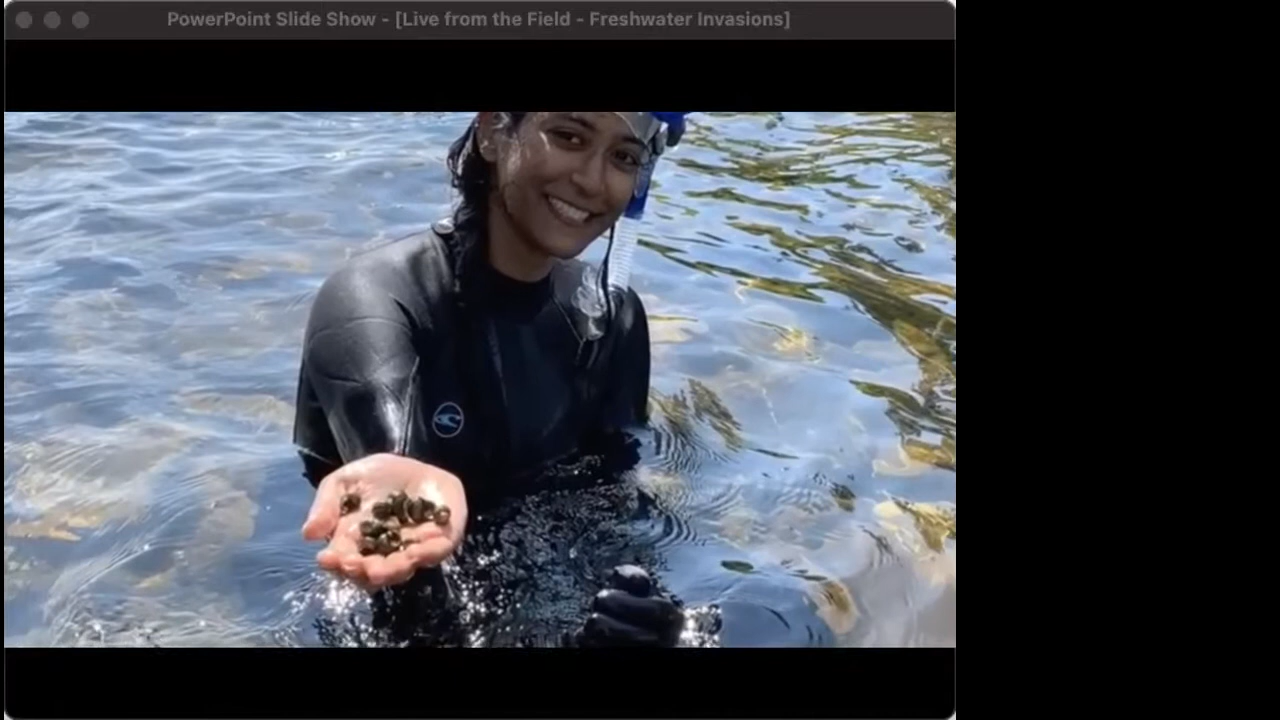 PowerPoint Slide Show - [Live from the Field - Freshwater Invasions]